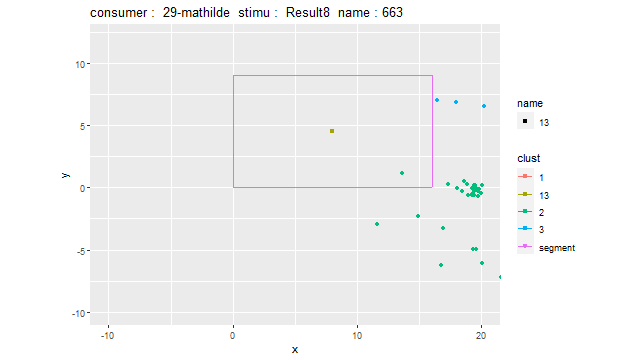 consumer :  29-mathilde  stimu :  Result8  name : 663
10
5
0
-5
-10
y
-10
0
10
20
x
name
13
clust
1
13
2
3
segment